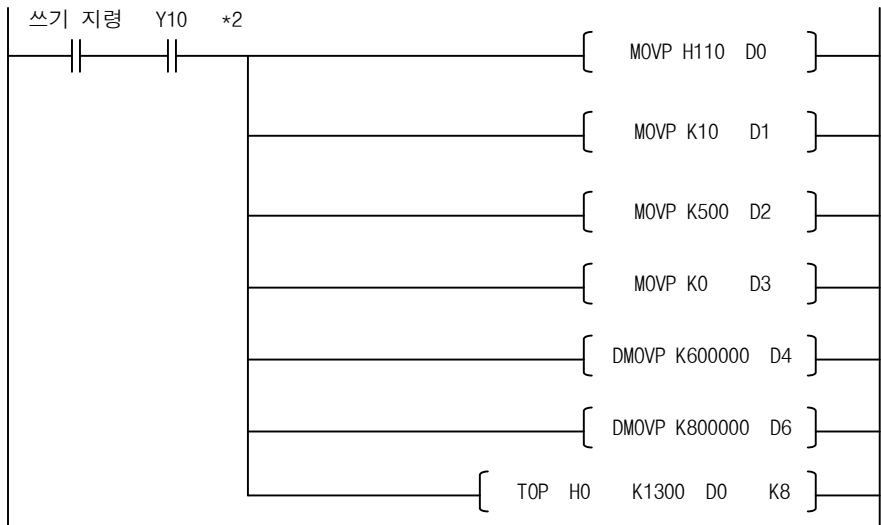 쓰기 지령 Y10 *2
MOVP H110 D0
MOVP K10 D1
MOVP K500 D2
MOVP K0 D3
DMOVP K600000 D4
DMOVP K800000 D6
TOP H0 K1300 D0 K8